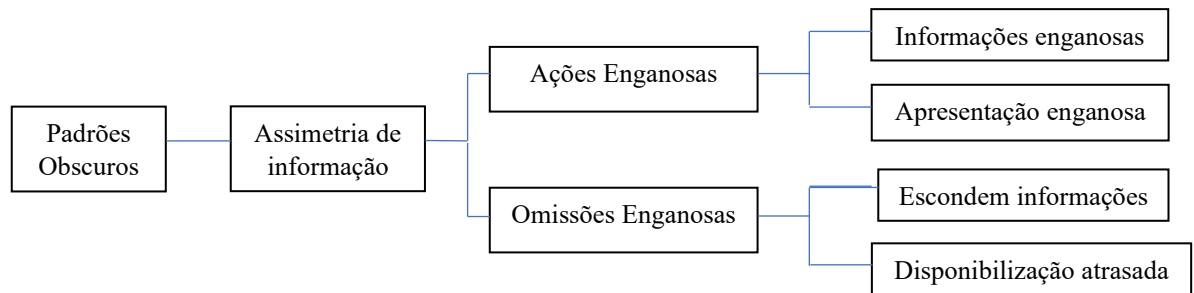 Padrões
Obscuros
Assimetria de
informação
Ações Enganosas
Omissões Enganosas
Informações enganosas
Apresentação enganosa
Escondem informações
Disponibilização atrasada